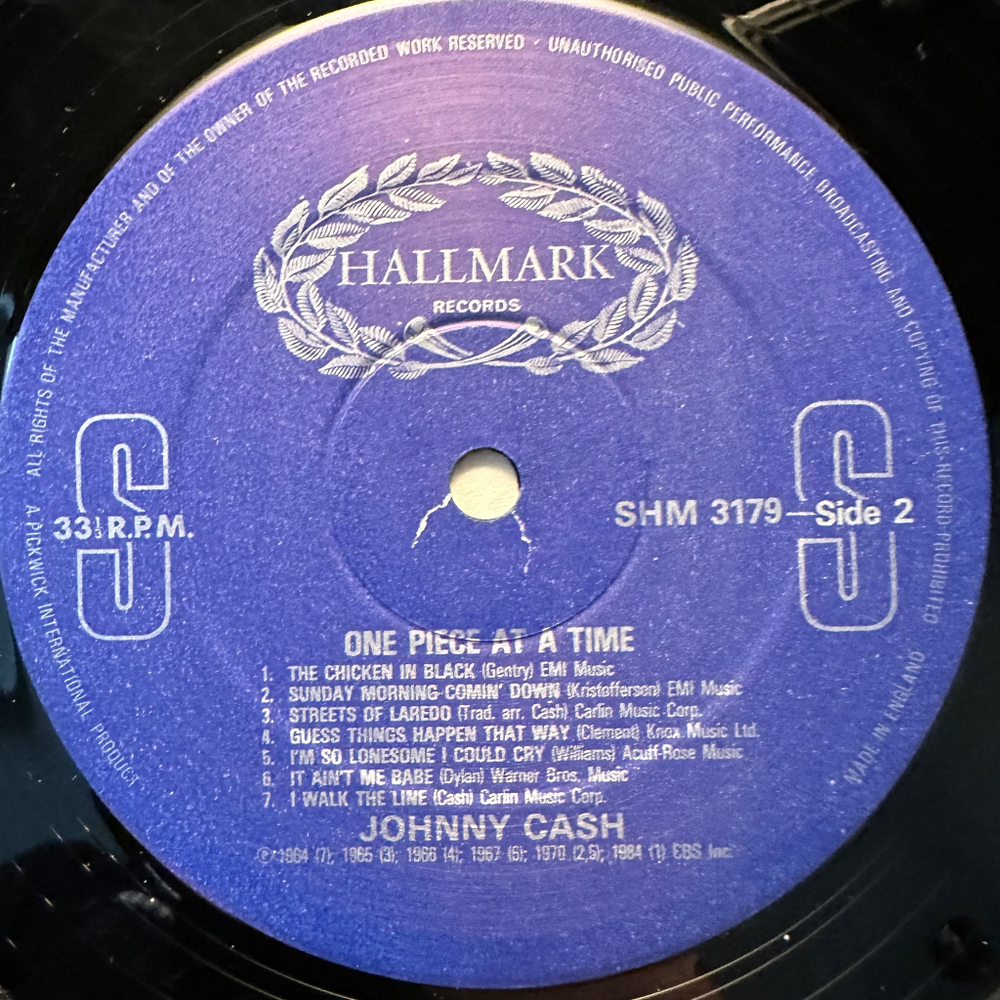 ALL RIGHTS OF THE MANUFACTURER AND OF THE OWNER OF THE RECORDED WORK RESERVED · UNAUTHORISED PUBLIC PERFORMANCE BROADCASTING AND COPYING OF THIS RECORD PROHIBITED
HALLMARK
RECORDS
S
S
33⅓ R.P.M.
SHM 3179—Side 2
A PICKWICK INTERNATIONAL PRODUCT
MADE IN ENGLAND
ONE PIECE AT A TIME
1. THE CHICKEN IN BLACK (Gentry) EMI Music
2. SUNDAY MORNING COMIN' DOWN (Kristofferson) EMI Music
3. STREETS OF LAREDO (Trad. arr. Cash) Carlin Music Corp.
4. GUESS THINGS HAPPEN THAT WAY (Clement) Knox Music Ltd.
5. I'M SO LONESOME I COULD CRY (Williams) Acuff-Rose Music
6. IT AIN'T ME BABE (Dylan) Warner Bros. Music
7. I WALK THE LINE (Cash) Carlin Music Corp.
JOHNNY CASH
℗ 1964 (7); 1965 (3); 1966 (4); 1967 (6); 1970 (2,5); 1984 (1) CBS Inc.